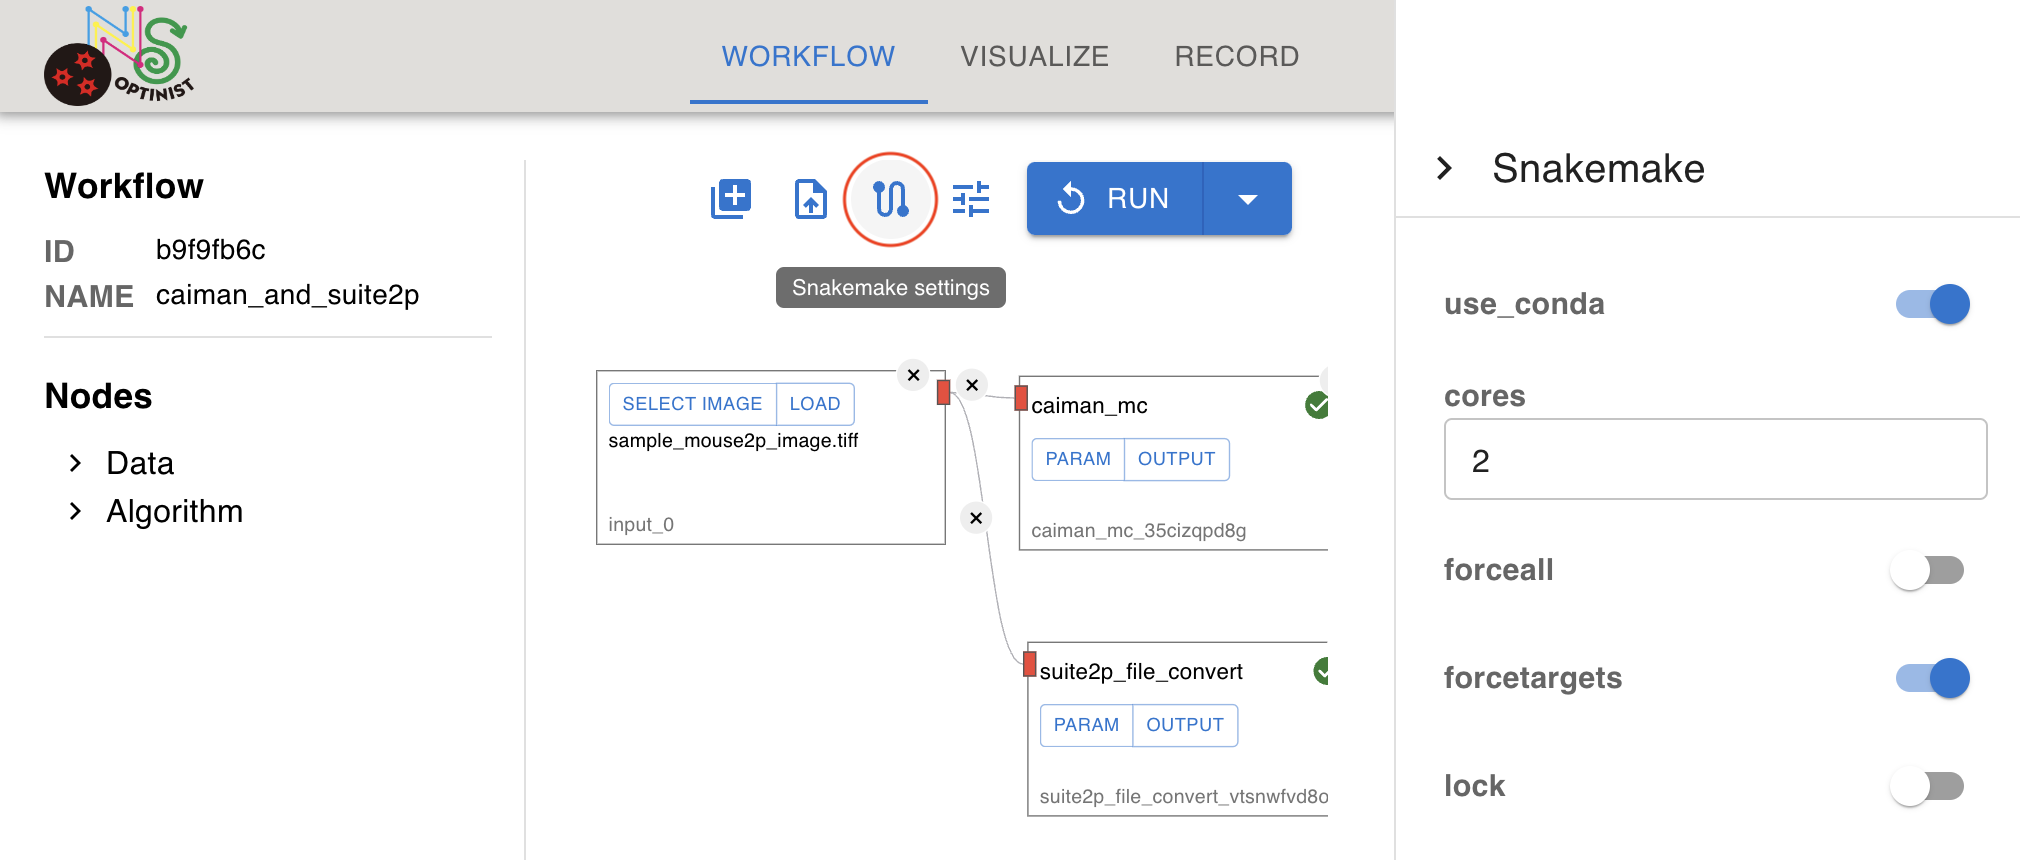 OPTINIST
WORKFLOW VISUALIZE RECORD
Workflow
ID b9f9fb6c
NAME caiman_and_suite2p
Nodes
Data
Algorithm
RUN
Snakemake settings
SELECT IMAGE LOAD
sample_mouse2p_image.tiff
input_0
caiman_mc
PARAM OUTPUT
caiman_mc_35cizqpd8g
suite2p_file_convert
PARAM OUTPUT
suite2p_file_convert_vtsnwfvd8o
Snakemake
use_conda
cores
2
forceall
forcetargets
lock